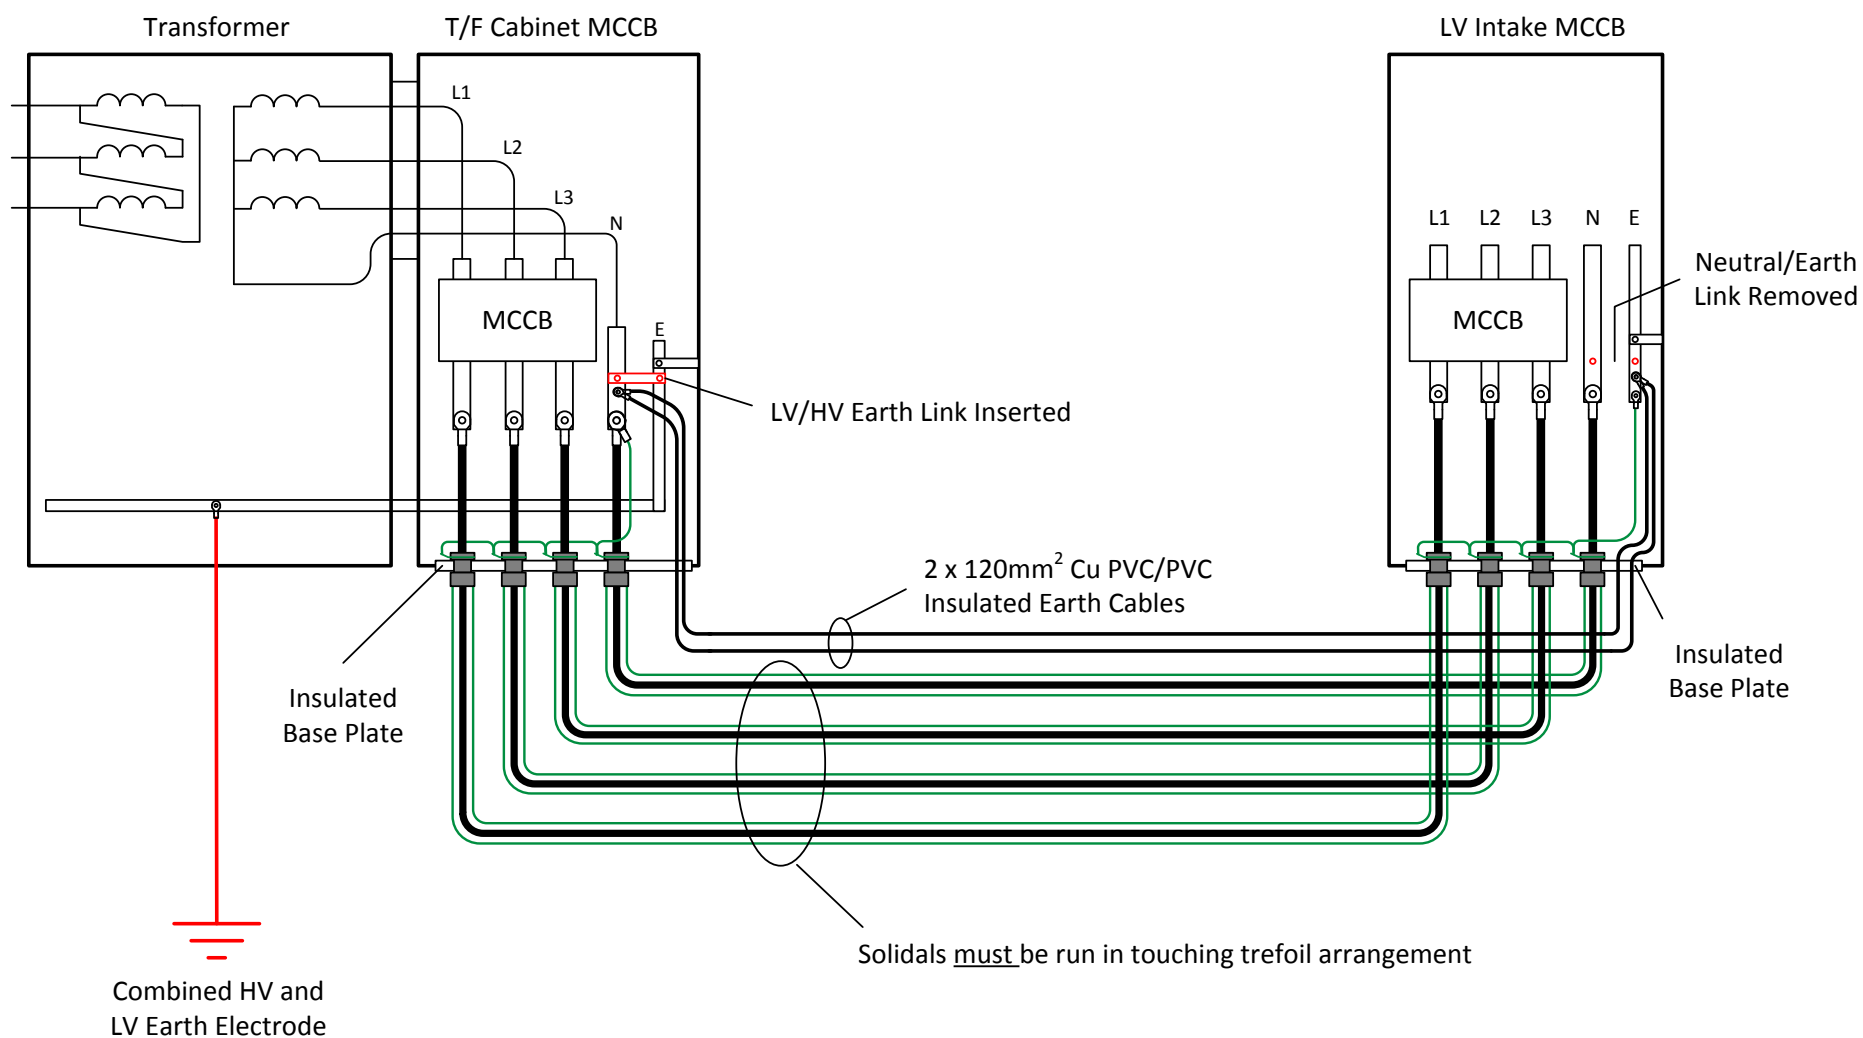 Transformer
T/F Cabinet MCCB
LV Intake MCCB
L1
L2
L3
N
MCCB
E
L1 L2 L3 N E
MCCB
Neutral/Earth
Link Removed
LV/HV Earth Link Inserted
2 x 120mm² Cu PVC/PVC
Insulated Earth Cables
Insulated
Base Plate
Insulated
Base Plate
Solidals must be run in touching trefoil arrangement
Combined HV and
LV Earth Electrode